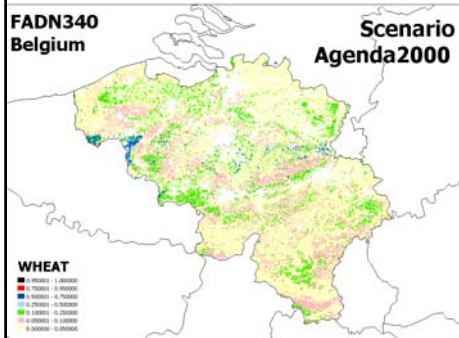 FADN340
Belgium
Scenario
Agenda2000
WHEAT
0.950001 - 1.000000
0.750001 - 0.950000
0.500001 - 0.750000
0.250001 - 0.500000
0.100001 - 0.250000
0.050001 - 0.100000
0.000000 - 0.050000